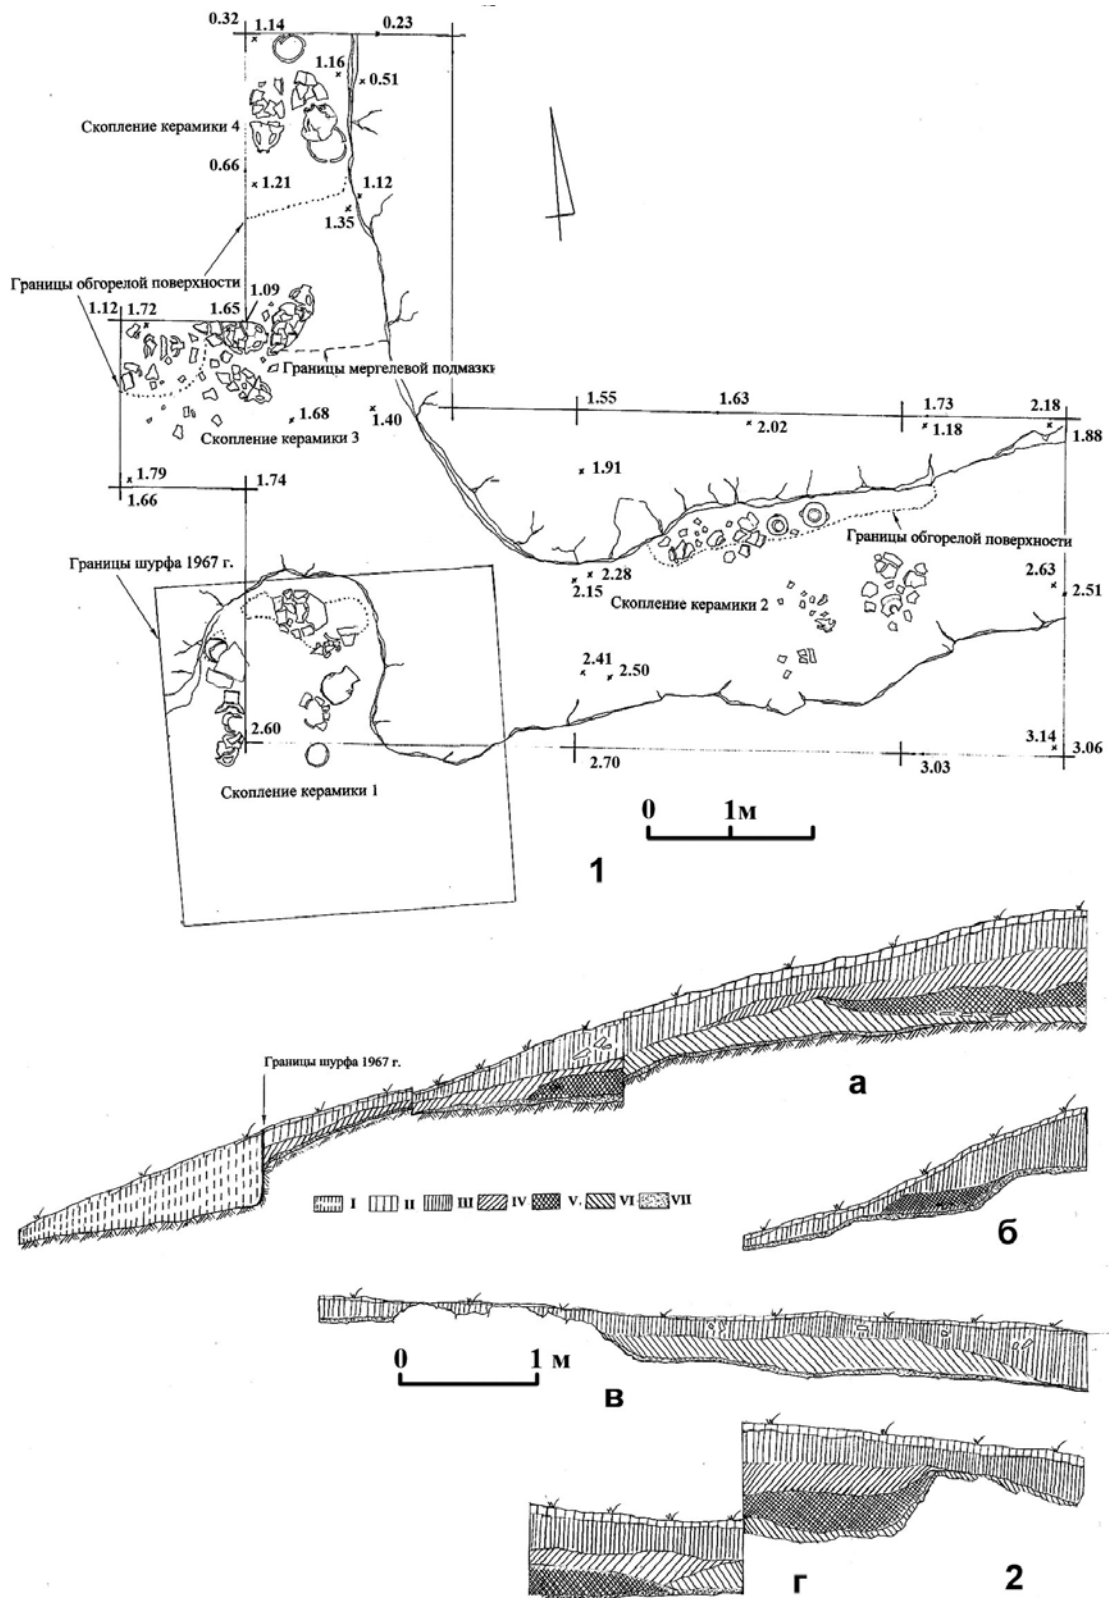 0.32
1.14
0.23
1.16
0.51
Скопление керамики 4
0.66
1.21
1.12
1.35
Границы обгорелой поверхности
1.12
1.72
1.65
1.09
Границы мергелевой подмазки
1.68
1.40
Скопление керамики 3
1.55
1.63
1.73
2.18
2.02
1.18
1.88
1.79
1.66
1.74
1.91
Границы обгорелой поверхности
Границы шурфа 1967 г.
2.28
2.15
Скопление керамики 2
2.63
2.51
2.41
2.50
2.60
2.70
3.03
3.14
3.06
Скопление керамики 1
0 1м
1
Границы шурфа 1967 г.
а
I II III IV V. VI VII
б
0 1 м
в
г
2